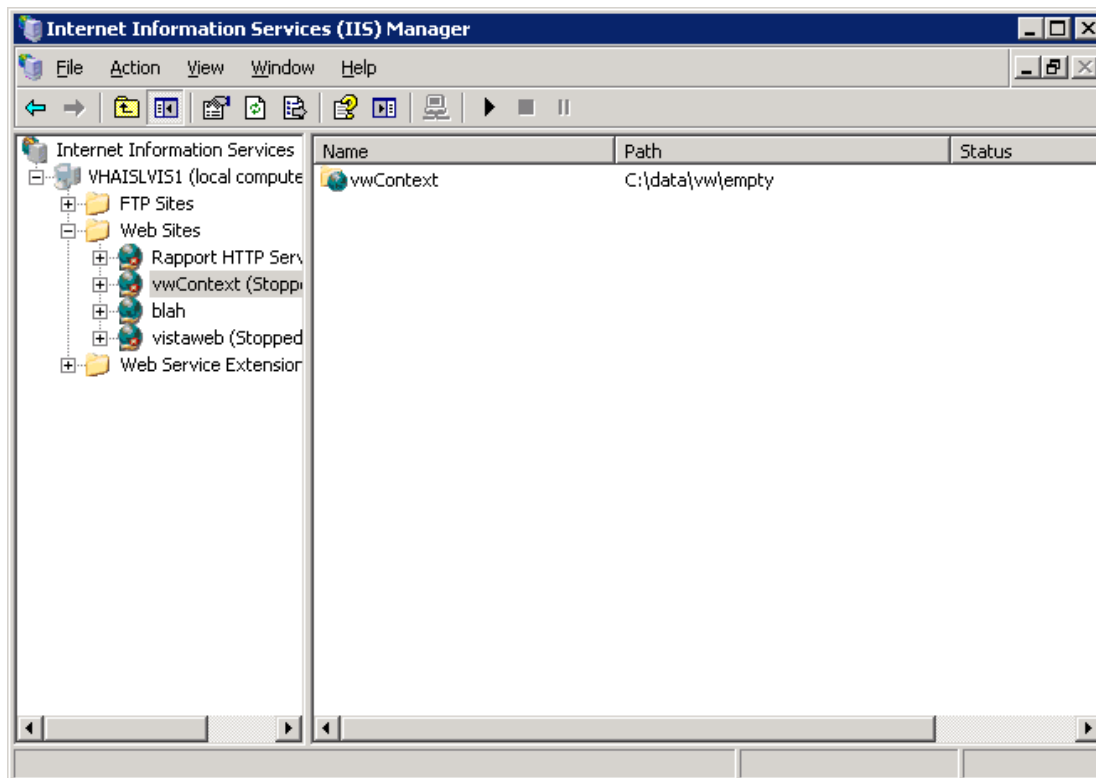 Internet Information Services (IIS) Manager
File Action View Window Help
Internet Information Services
VHAISLVIS1 (local compute
FTP Sites
Web Sites
Rapport HTTP Serv
vwContext (Stopp
blah
vistaweb (Stopped
Web Service Extension
Name Path Status
vwContext C:\data\vw\empty